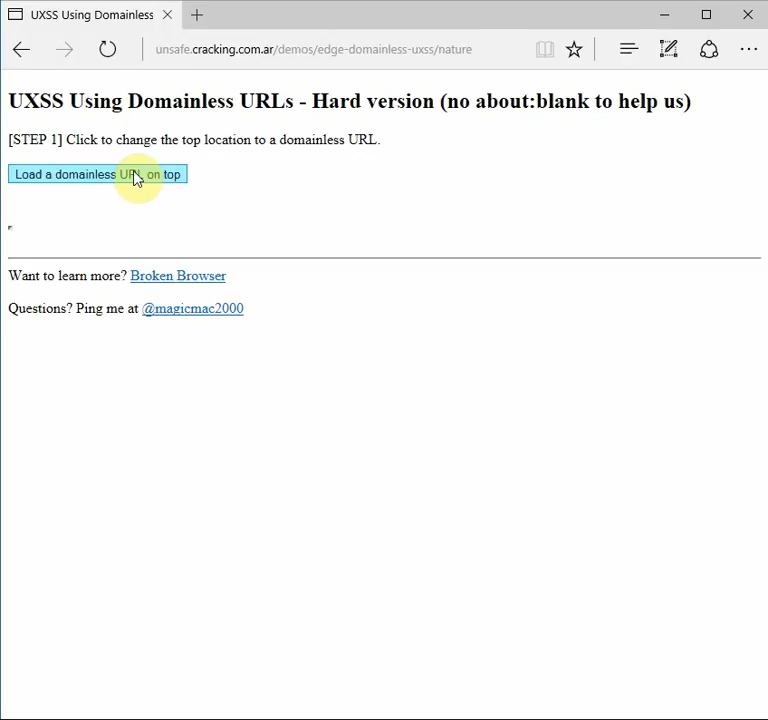 UXSS Using Domainless
unsafe.cracking.com.ar/demos/edge-domainless-uxss/nature
UXSS Using Domainless URLs - Hard version (no about:blank to help us)
[STEP 1] Click to change the top location to a domainless URL.
Load a domainless URL on top
Want to learn more? Broken Browser
Questions? Ping me at @magicmac2000